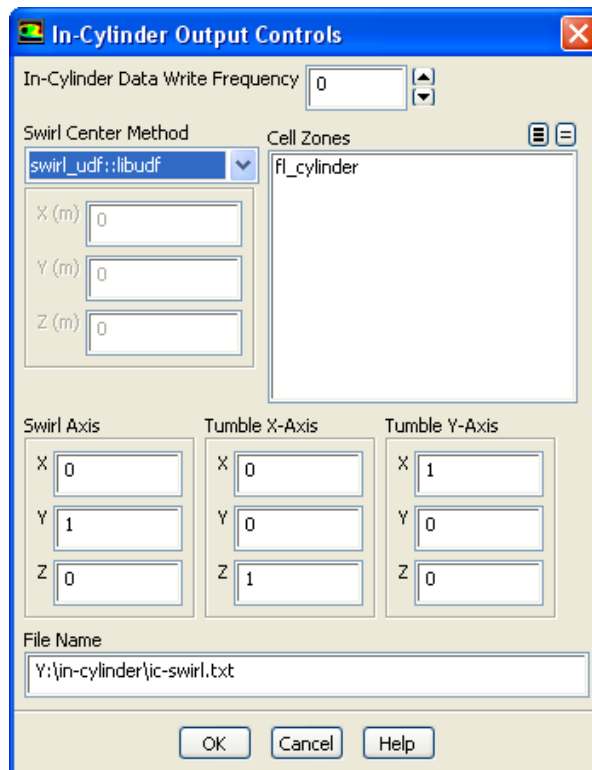 In-Cylinder Output Controls
In-Cylinder Data Write Frequency 0
Swirl Center Method
swirl_udf::libudf
X (m) 0
Y (m) 0
Z (m) 0
Cell Zones
fl_cylinder
Swirl Axis
X 0
Y 1
Z 0
Tumble X-Axis
X 0
Y 0
Z 1
Tumble Y-Axis
X 1
Y 0
Z 0
File Name
Y:\in-cylinder\ic-swirl.txt
OK Cancel Help